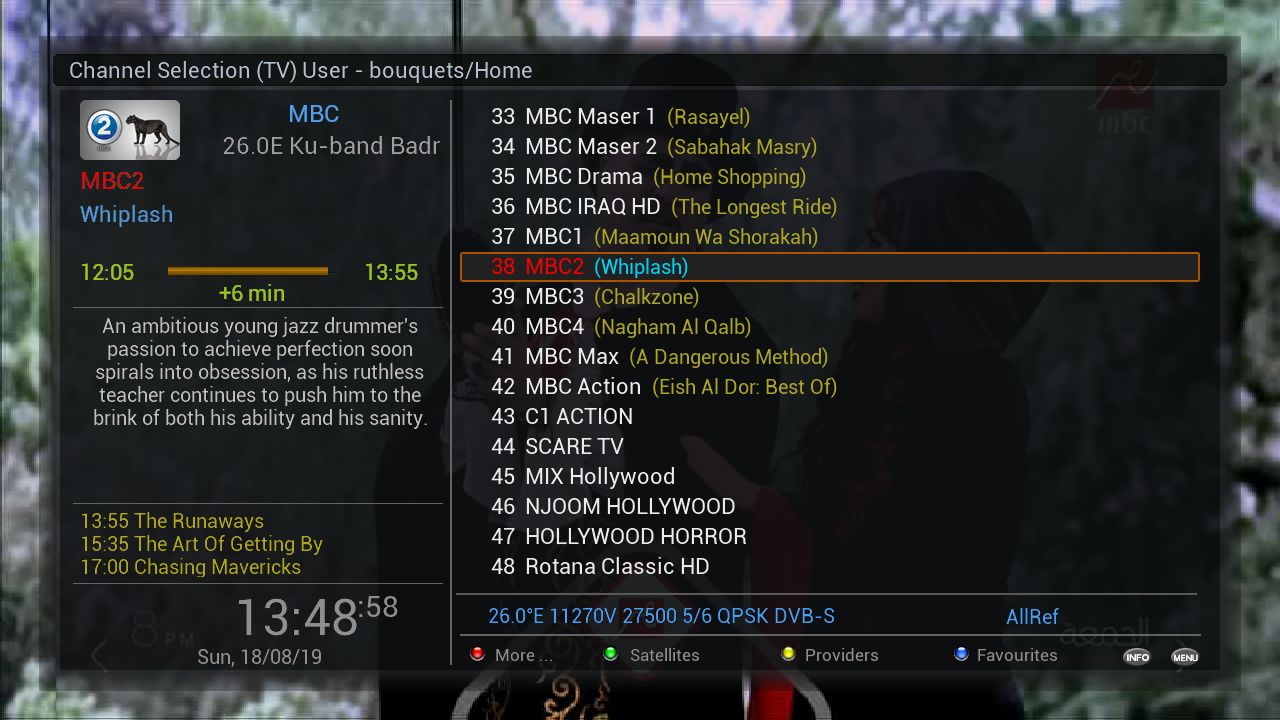 Channel Selection (TV) User - bouquets/Home
MBC
26.0E Ku-band Badr
2
MBC2
Whiplash
12:05 13:55
+6 min
An ambitious young jazz drummer's
passion to achieve perfection soon
spirals into obsession, as his ruthless
teacher continues to push him to the
brink of both his ability and his sanity.
13:55 The Runaways
15:35 The Art Of Getting By
17:00 Chasing Mavericks
8 PM
13:48:58
Sun, 18/08/19
مصر
mbc
33 MBC Maser 1 (Rasayel)
34 MBC Maser 2 (Sabahak Masry)
35 MBC Drama (Home Shopping)
36 MBC IRAQ HD (The Longest Ride)
37 MBC1 (Maamoun Wa Shorakah)
38 MBC2 (Whiplash)
39 MBC3 (Chalkzone)
40 MBC4 (Nagham Al Qalb)
41 MBC Max (A Dangerous Method)
42 MBC Action (Eish Al Dor: Best Of)
43 C1 ACTION
44 SCARE TV
45 MIX Hollywood
46 NJOOM HOLLYWOOD
47 HOLLYWOOD HORROR
48 Rotana Classic HD
26.0°E 11270V 27500 5/6 QPSK DVB-S AllRef
الجمعة
More ... Satellites Providers Favourites INFO MENU